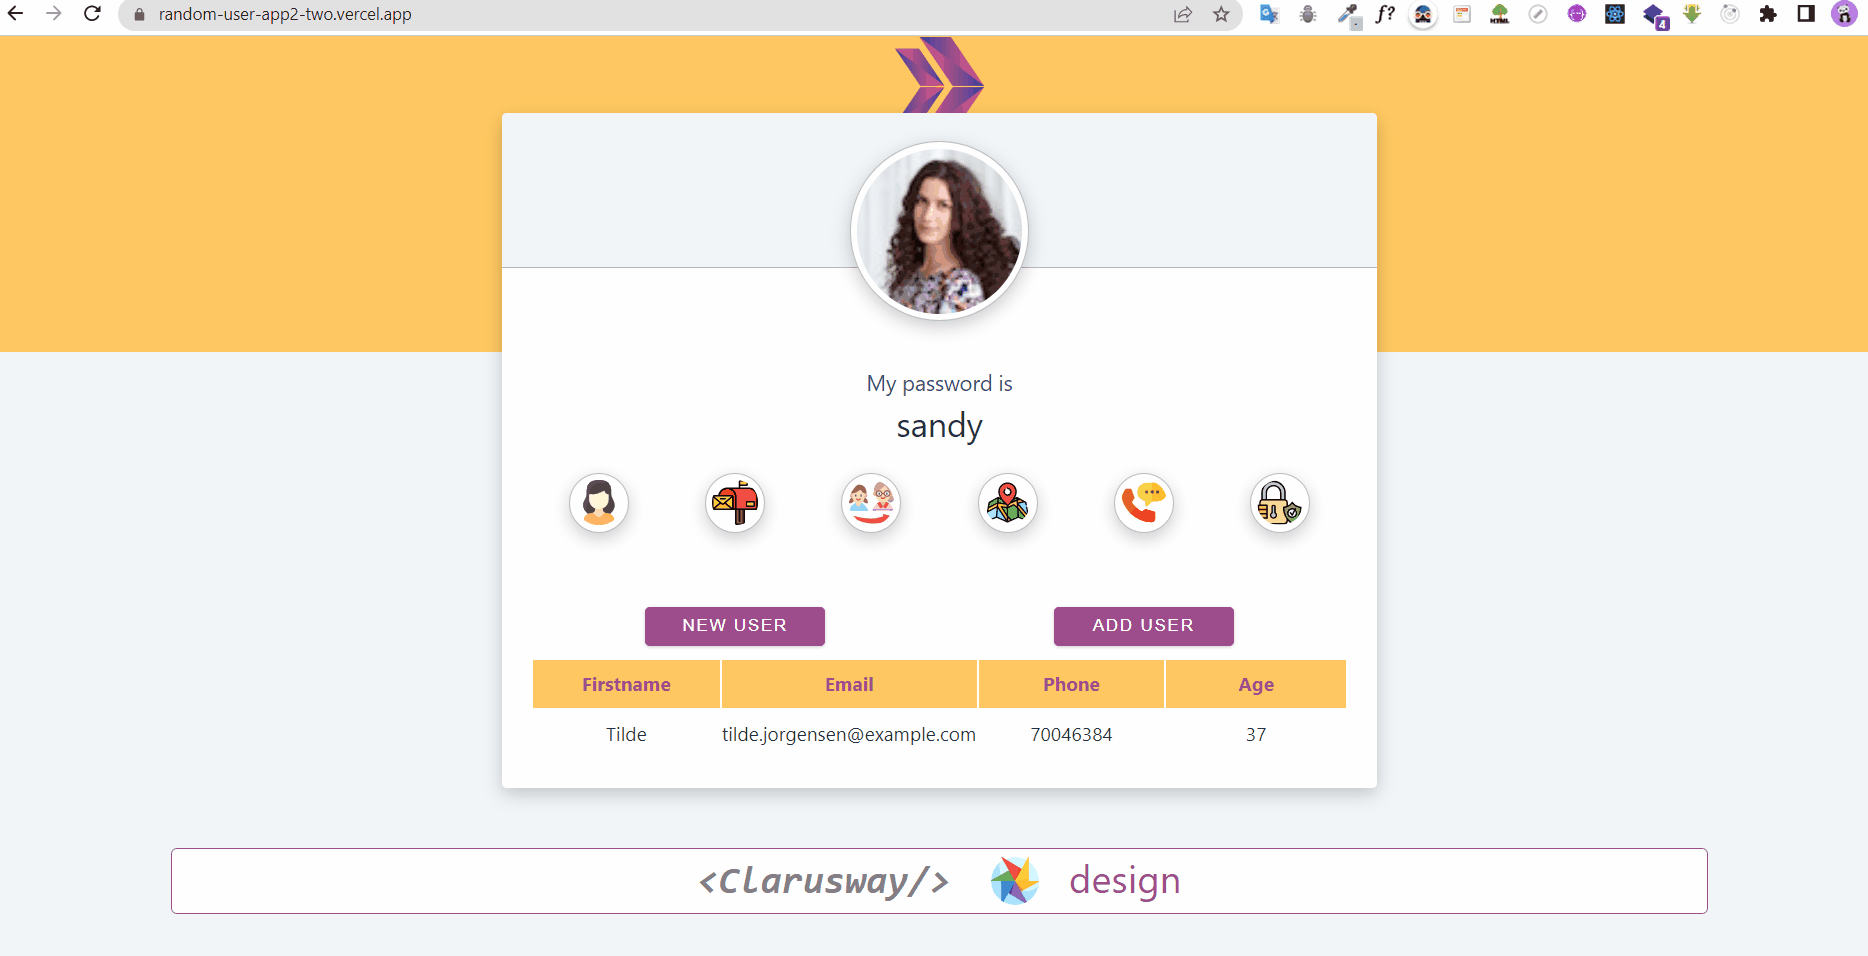 random-user-app2-two.vercel.app
f?
4
My password is
sandy
NEW USER ADD USER
Firstname Email Phone Age
Tilde tilde.jorgensen@example.com 70046384 37
<Clarusway/> design